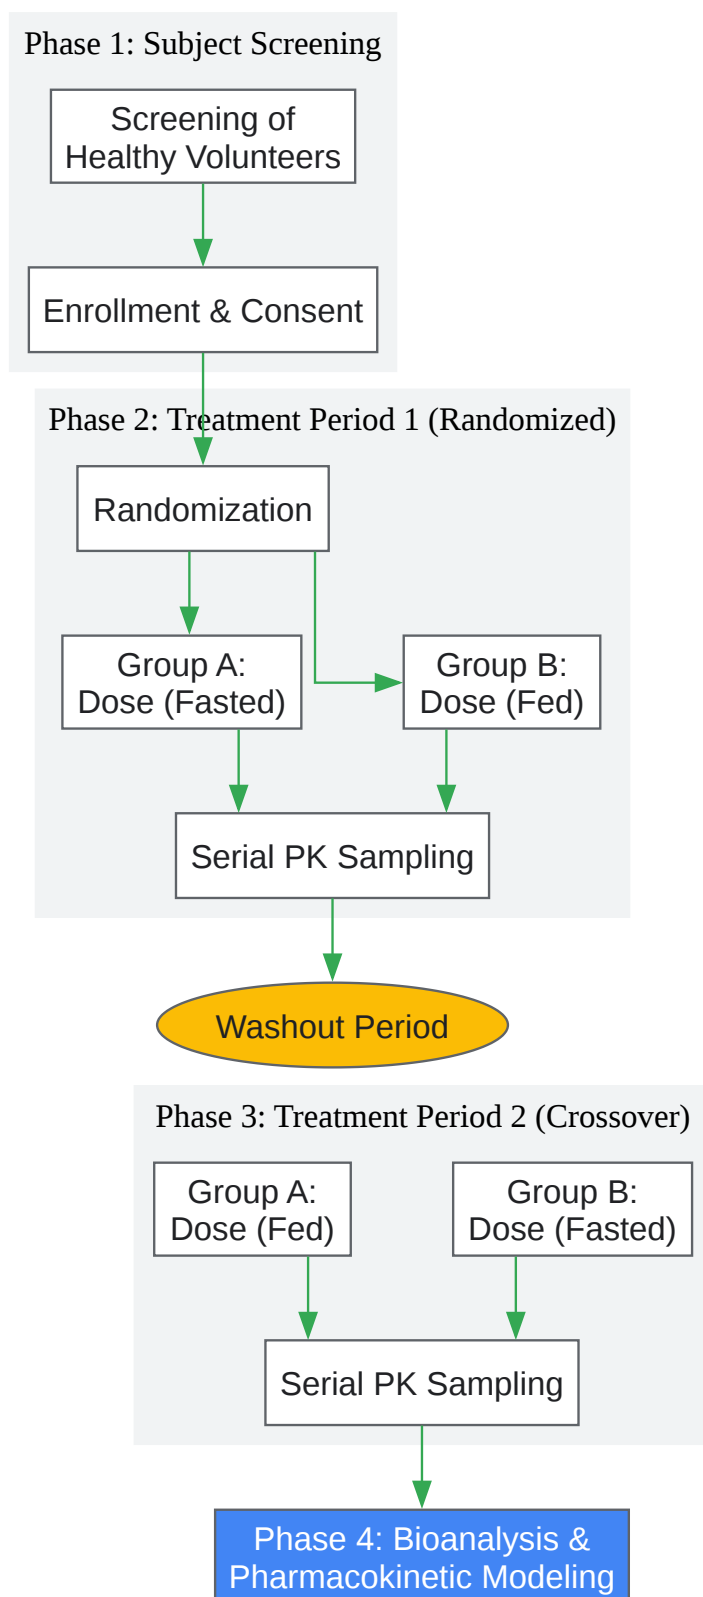 Phase 1: Subject Screening
Screening of
Healthy Volunteers
Enrollment & Consent
Phase 2: Treatment Period 1 (Randomized)
Randomization
Group A:
Dose (Fasted)
Group B:
Dose (Fed)
Serial PK Sampling
Washout Period
Phase 3: Treatment Period 2 (Crossover)
Group A:
Dose (Fed)
Group B:
Dose (Fasted)
Serial PK Sampling
Phase 4: Bioanalysis &
Pharmacokinetic Modeling